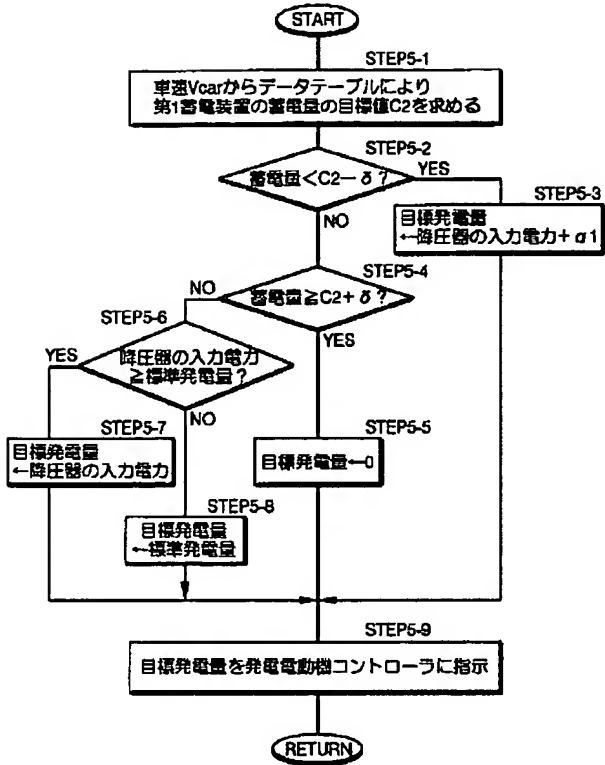 START
STEP5-1
車速Vcarからデータテーブルにより
第1蓄電装置の蓄電量の目標値C2を求める
STEP5-2
蓄電量<C2−δ?
YES
NO
STEP5-3
目標発電量
←降圧器の入力電力+α1
STEP5-4
蓄電量≧C2+δ?
NO
YES
STEP5-6
降圧器の入力電力
≧標準発電量?
YES
NO
STEP5-7
目標発電量
←降圧器の入力電力
STEP5-5
目標発電量←0
STEP5-8
目標発電量
←標準発電量
STEP5-9
目標発電量を発電電動機コントローラに指示
RETURN